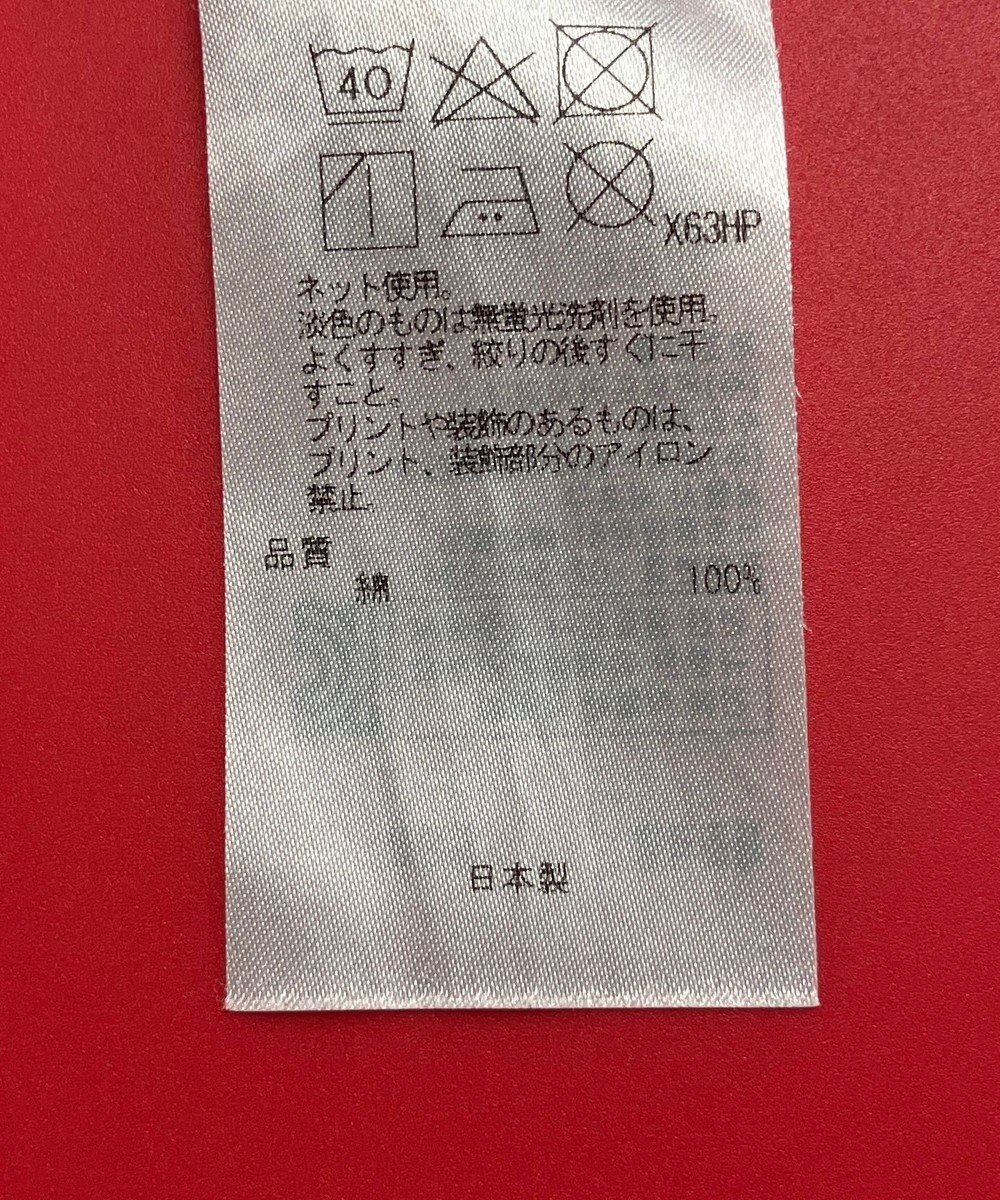 40
X63HP
ネット使用。
淡色のものは無蛍光洗剤を使用。
よくすすぎ、絞りの後すぐに干
すこと。
プリントや装飾のあるものは、
プリント、装飾部分のアイロン
禁止。
品質
綿 100%
日本製